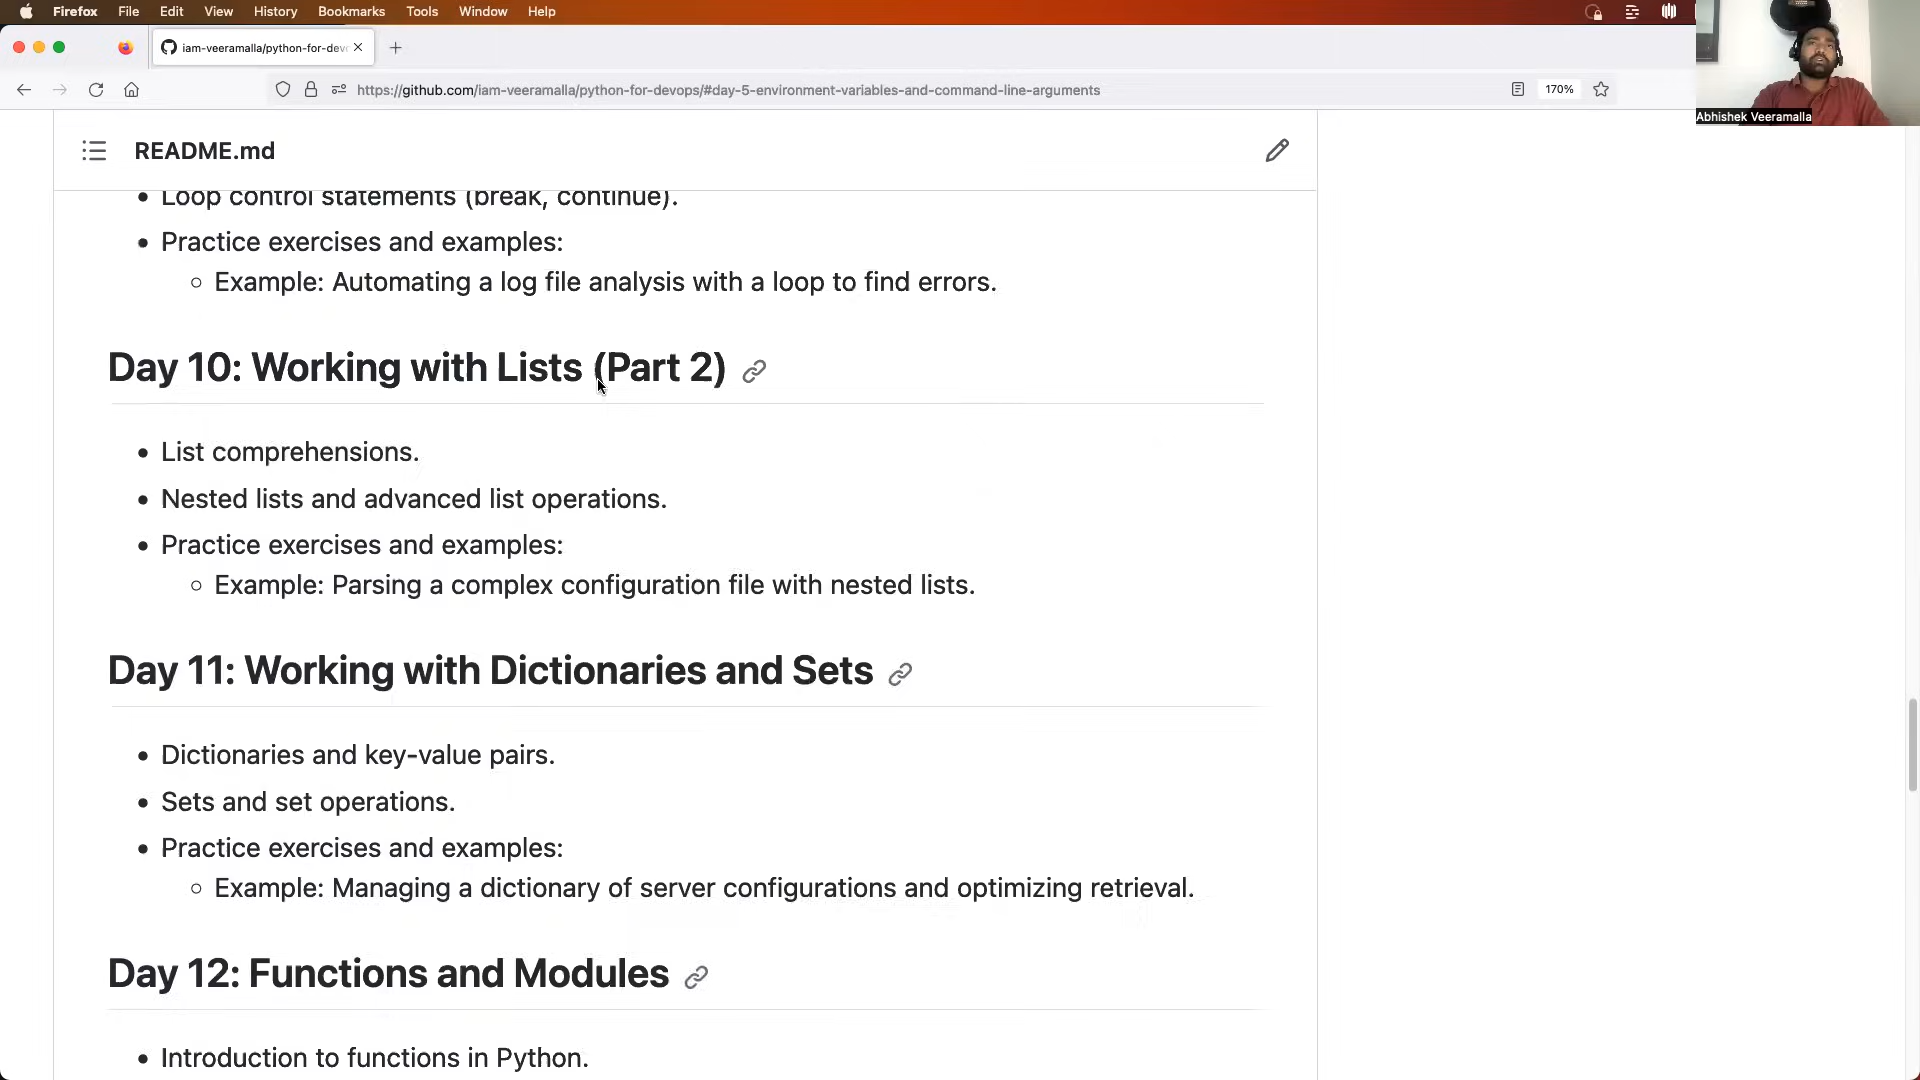 Firefox File Edit View History Bookmarks Tools Window Help
iam-veeramalla/python-for-dev
https://github.com/iam-veeramalla/python-for-devops/#day-5-environment-variables-and-command-line-arguments
170%
Abhishek Veeramalla
README.md
• Loop control statements (break, continue).
• Practice exercises and examples:
○ Example: Automating a log file analysis with a loop to find errors.
Day 10: Working with Lists (Part 2)
• List comprehensions.
• Nested lists and advanced list operations.
• Practice exercises and examples:
○ Example: Parsing a complex configuration file with nested lists.
Day 11: Working with Dictionaries and Sets
• Dictionaries and key-value pairs.
• Sets and set operations.
• Practice exercises and examples:
○ Example: Managing a dictionary of server configurations and optimizing retrieval.
Day 12: Functions and Modules
• Introduction to functions in Python.